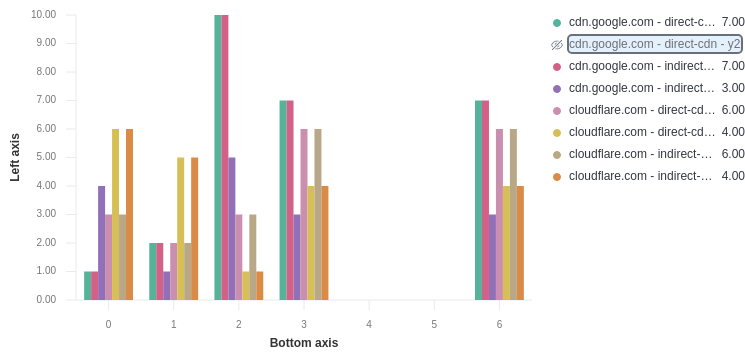 10.00
9.00
8.00
7.00
6.00
5.00
4.00
3.00
2.00
1.00
0.00
Left axis
0 1 2 3 4 5 6
Bottom axis
cdn.google.com - direct-c... 7.00
cdn.google.com - direct-cdn - y2
cdn.google.com - indirect... 7.00
cdn.google.com - indirect... 3.00
cloudflare.com - direct-cd... 6.00
cloudflare.com - direct-cd... 4.00
cloudflare.com - indirect-... 6.00
cloudflare.com - indirect-... 4.00